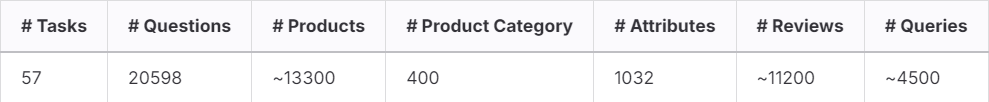 # Tasks # Questions # Products # Product Category # Attributes # Reviews # Queries
57 20598 ~13300 400 1032 ~11200 ~4500